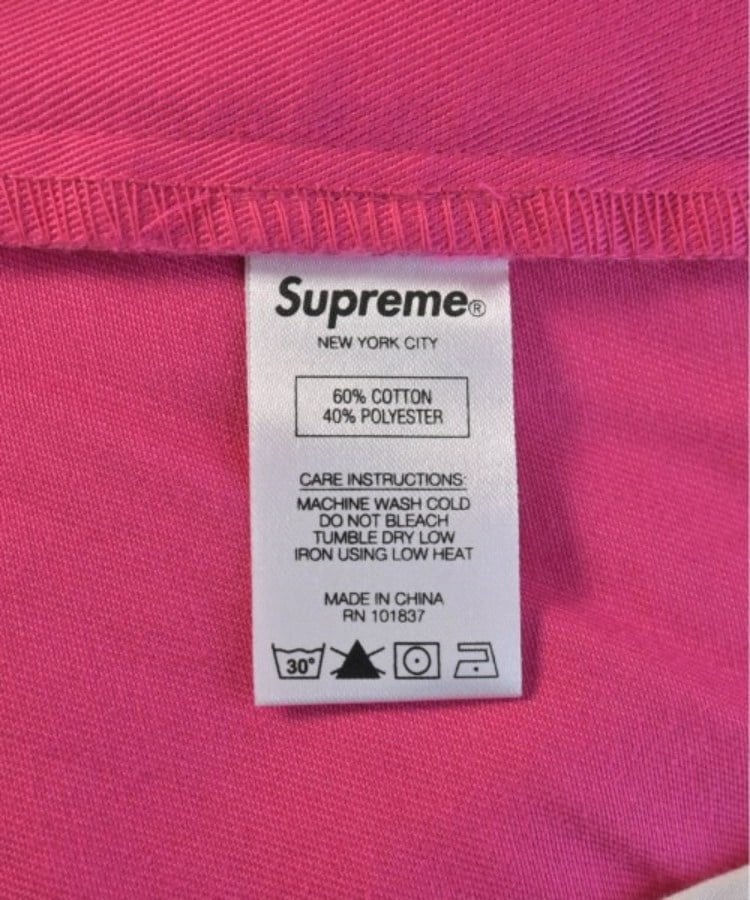 Supreme®
NEW YORK CITY
60% COTTON
40% POLYESTER
CARE INSTRUCTIONS:
MACHINE WASH COLD
DO NOT BLEACH
TUMBLE DRY LOW
IRON USING LOW HEAT
MADE IN CHINA
RN 101837
30°